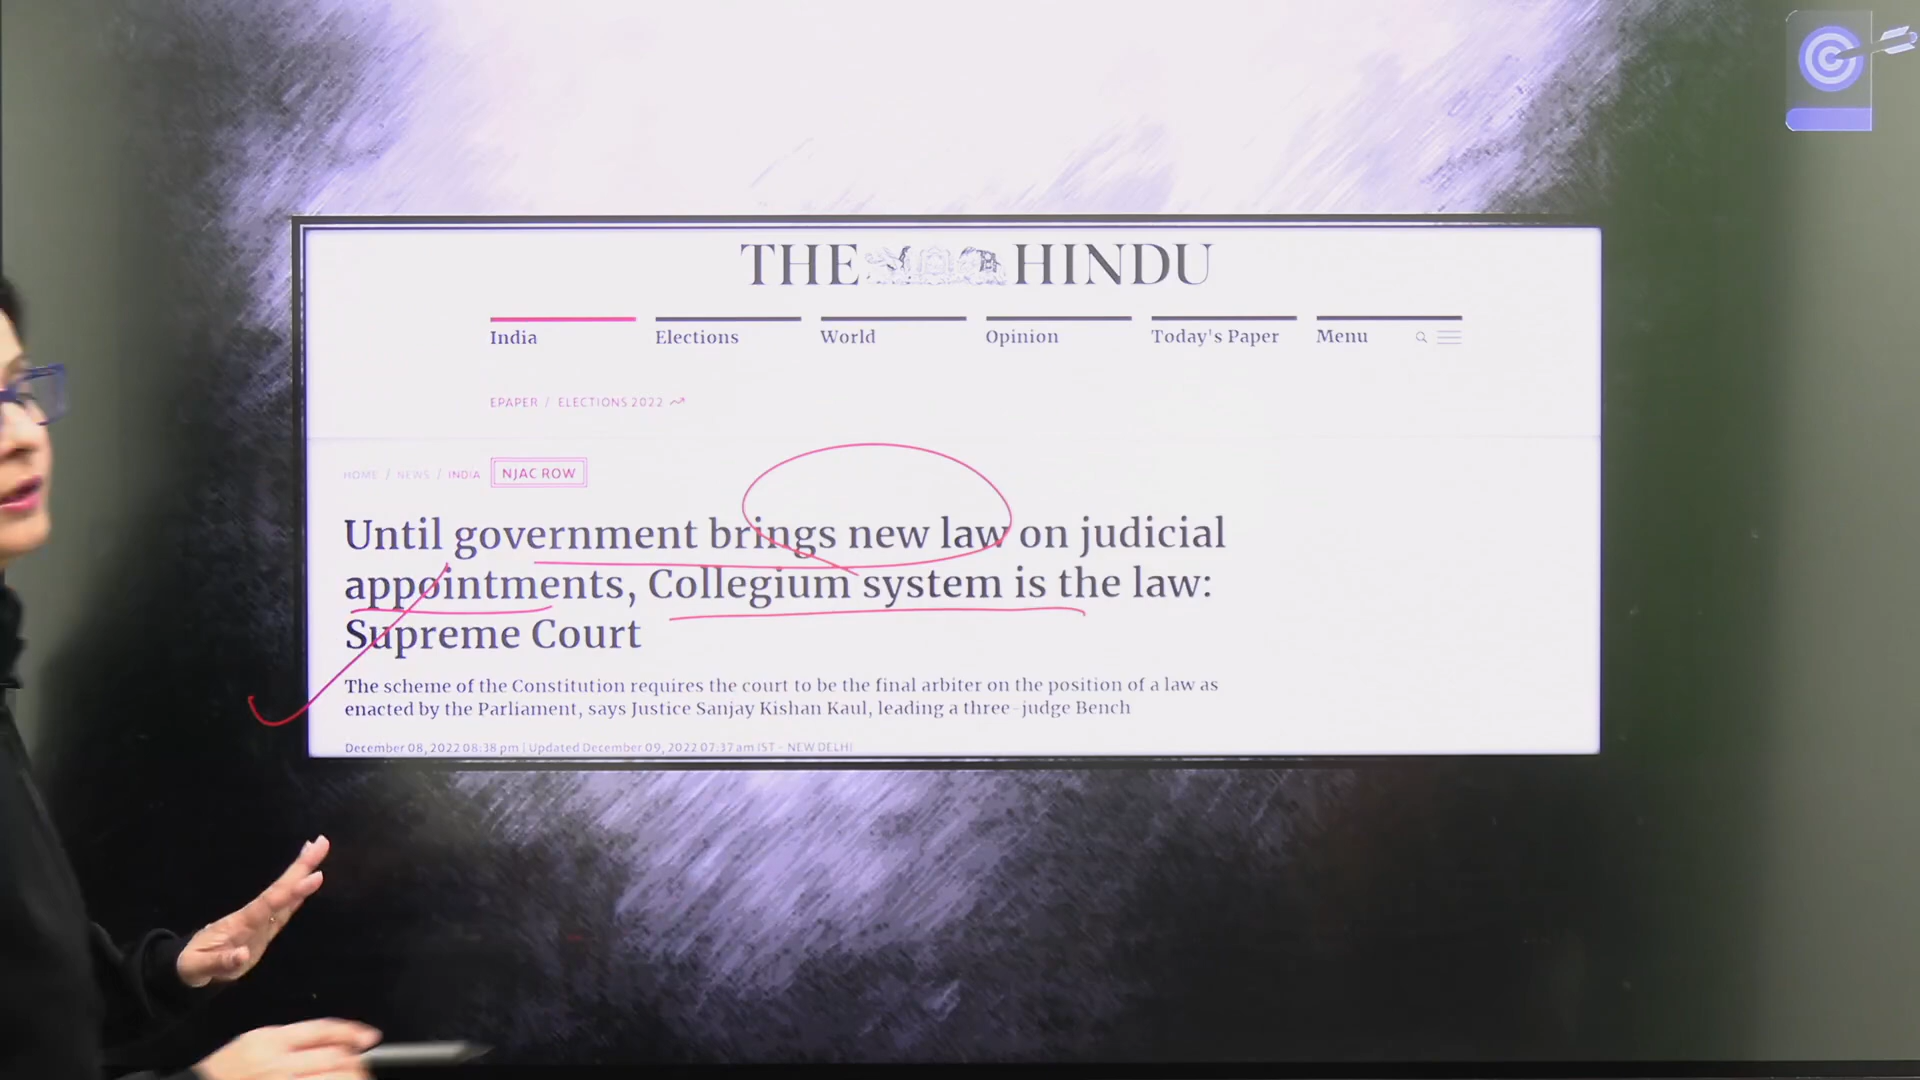 THE HINDU
India Elections World Opinion Today's Paper Menu
EPAPER / ELECTIONS 2022
HOME / NEWS / INDIA NJAC ROW
Until government brings new law on judicial
appointments, Collegium system is the law:
Supreme Court
The scheme of the Constitution requires the court to be the final arbiter on the position of a law as
enacted by the Parliament, says Justice Sanjay Kishan Kaul, leading a three-judge Bench
December 08, 2022 08:38 pm | Updated December 09, 2022 07:37 am IST - NEW DELHI